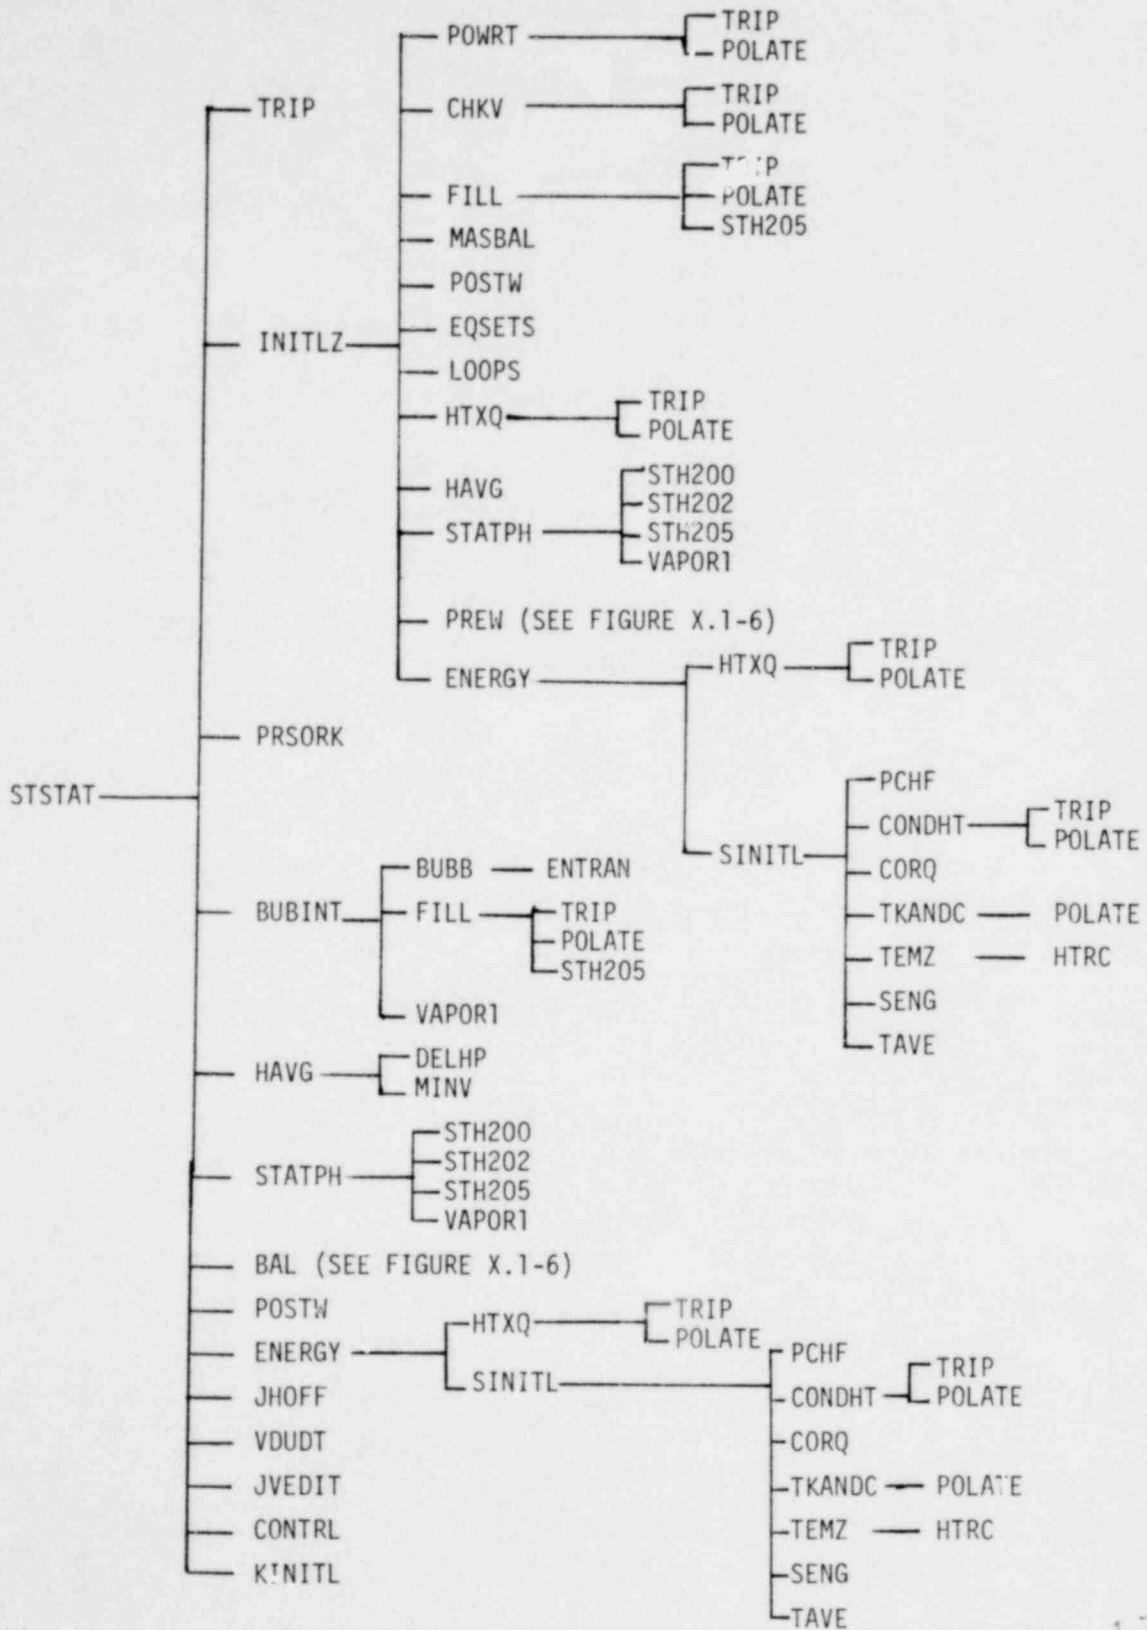 POWRT
TRIP
POLATE
TRIP
CHKV
TRIP
POLATE
FILL
POLATE
STH205
MASBAL
POSTW
EQSETS
INITLZ
LOOPS
HTXQ
TRIP
POLATE
HAVG
STATPH
STH200
STH202
STH205
VAPOR1
PREW (SEE FIGURE X.1-6)
ENERGY
HTXQ
TRIP
POLATE
PRSORK
STSTAT
SINITL
PCHF
CONDHT
TRIP
POLATE
CORQ
TKANDC
POLATE
TEMZ
HTRC
SENG
TAVE
BUBINT
BUBB
ENTRAN
FILL
TRIP
POLATE
STH205
VAPOR1
HAVG
DELHP
MINV
STATPH
STH200
STH202
STH205
VAPOR1
BAL (SEE FIGURE X.1-6)
POSTW
ENERGY
HTXQ
TRIP
POLATE
SINITL
PCHF
CONDHT
TRIP
POLATE
CORQ
TKANDC
POLATE
TEMZ
HTRC
SENG
TAVE
JHOFF
VDUDT
JVEDIT
CONTRL
KINITL